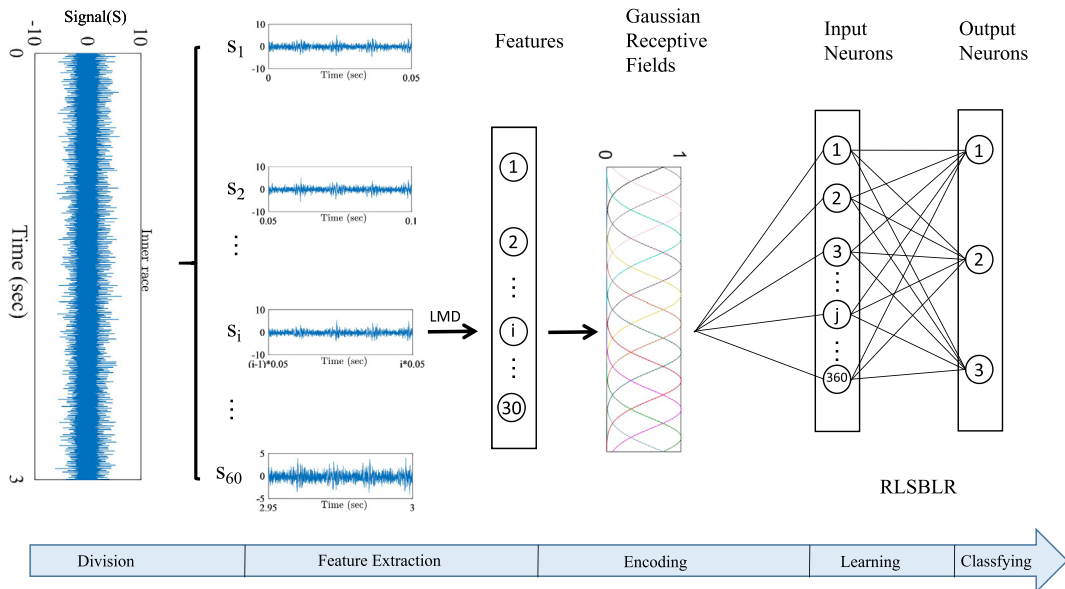 Signal(S)
-10
0
10
0
Time (sec)
3
Inner race
S1
10
0
-10
0
Time (sec)
0.05
S2
10
0
-10
0.05
Time (sec)
0.1
⋮
Si
10
0
-10
(i-1)*0.05
Time (sec)
i*0.05
⋮
S60
5
0
-5
2.95
Time (sec)
3
LMD
Features
1
2
⋮
i
⋮
30
Gaussian
Receptive
Fields
0
1
Input
Neurons
1
2
3
⋮
j
⋮
360
Output
Neurons
1
2
3
RLSBLR
Division
Feature Extraction
Encoding
Learning
Classfying